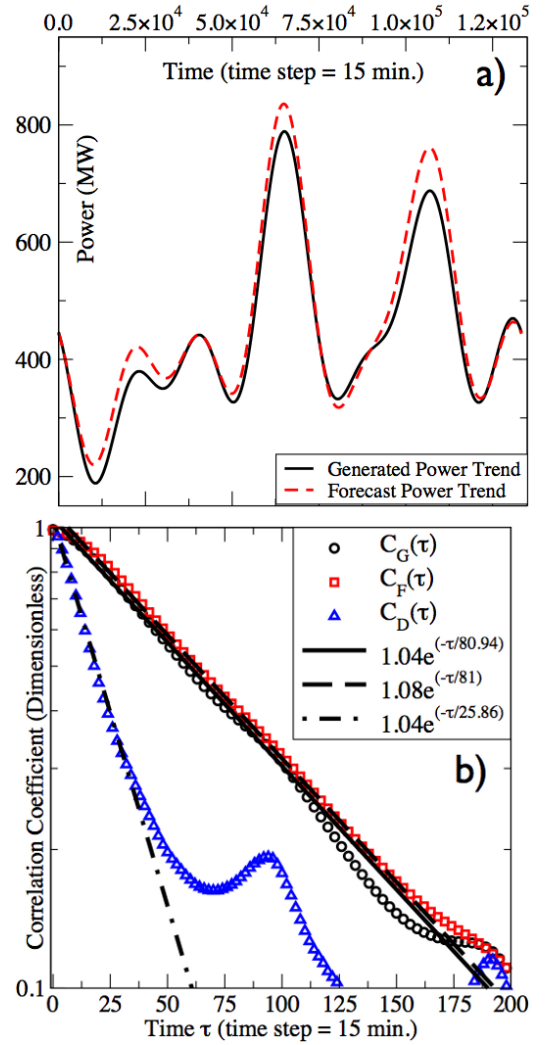 0.0 2.5×10⁴ 5.0×10⁴ 7.5×10⁴ 1.0×10⁵ 1.3×10⁵
Time (time step = 15 min.)
a)
800
600
400
200
Power (MW)
Generated Power Trend
Forecast Power Trend
1
0.1
Correlation Coefficient (Dimensionless)
C_G(τ)
C_F(τ)
C_D(τ)
1.04e^(-τ/80.94)
1.08e^(-τ/81)
1.04e^(-τ/25.86)
b)
0 25 50 75 100 125 150 175 200
Time τ (time step = 15 min.)